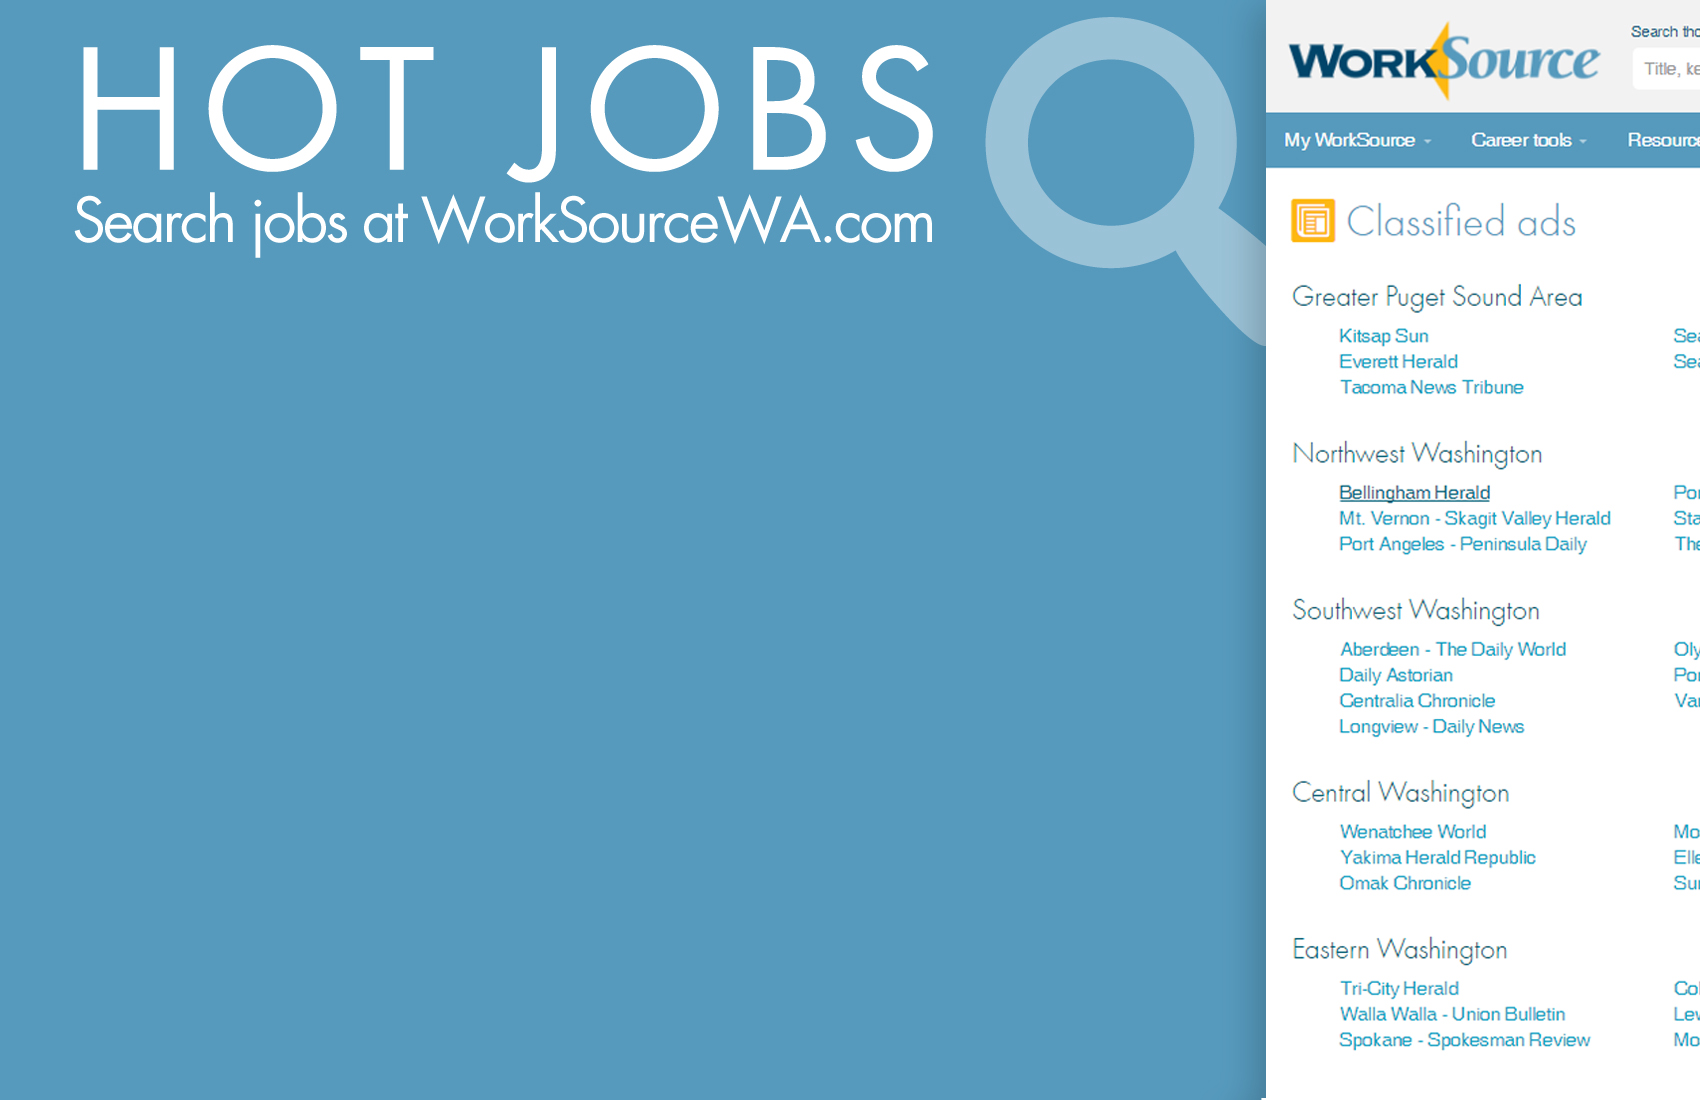 HOT JOBS
Search jobs at WorkSourceWA.com
WorkSource
Search
Title,
My WorkSource
Career tools
Classified ads
Greater Puget Sound Area
Kitsap Sun
Everett Herald
Tacoma News Tribune
Northwest Washington
Bellingham Herald
Mt. Vernon - Skagit Valley Herald
Port Angeles - Peninsula Daily
Southwest Washington
Aberdeen - The Daily World
Daily Astorian
Centralia Chronicle
Longview - Daily News
Central Washington
Wenatchee World
Yakima Herald Republic
Omak Chronicle
Eastern Washington
Tri-City Herald
Walla Walla - Union Bulletin
Spokane - Spokesman Review